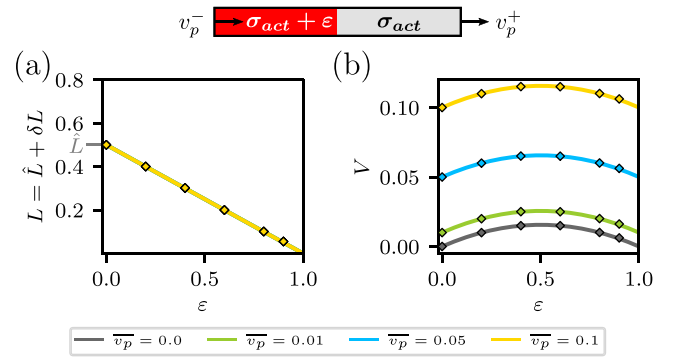 v_p^- σ_act + ε σ_act v_p^+
(a) (b)
L = L̂ + δL
0.8
0.6
L̂
0.4
0.2
0.0 0.5 1.0
ε
V
0.10
0.05
0.00
0.0 0.5 1.0
ε
v̅_p̅ = 0.0 v̅_p̅ = 0.01 v̅_p̅ = 0.05 v̅_p̅ = 0.1